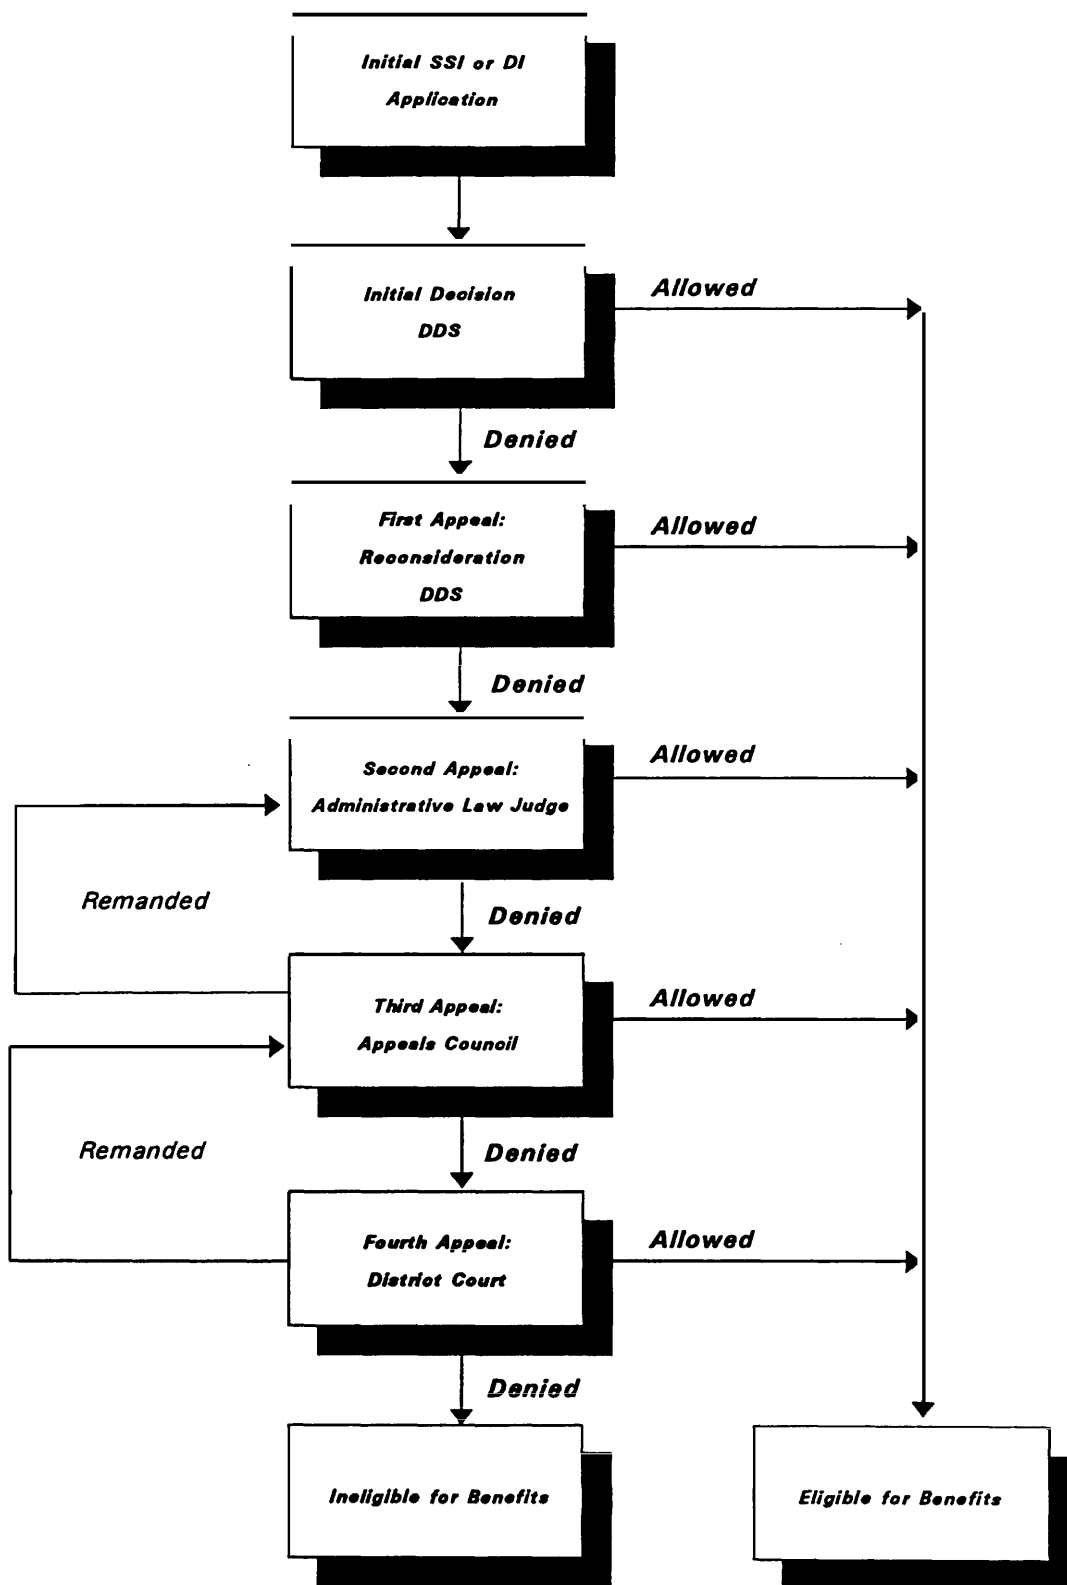 Initial SSI or DI
Application
Initial Decision
DDS
Allowed
Denied
First Appeal:
Reconsideration
DDS
Allowed
Denied
Second Appeal:
Administrative Law Judge
Allowed
Remanded
Denied
Third Appeal:
Appeals Council
Allowed
Remanded
Denied
Fourth Appeal:
District Court
Allowed
Denied
Ineligible for Benefits
Eligible for Benefits